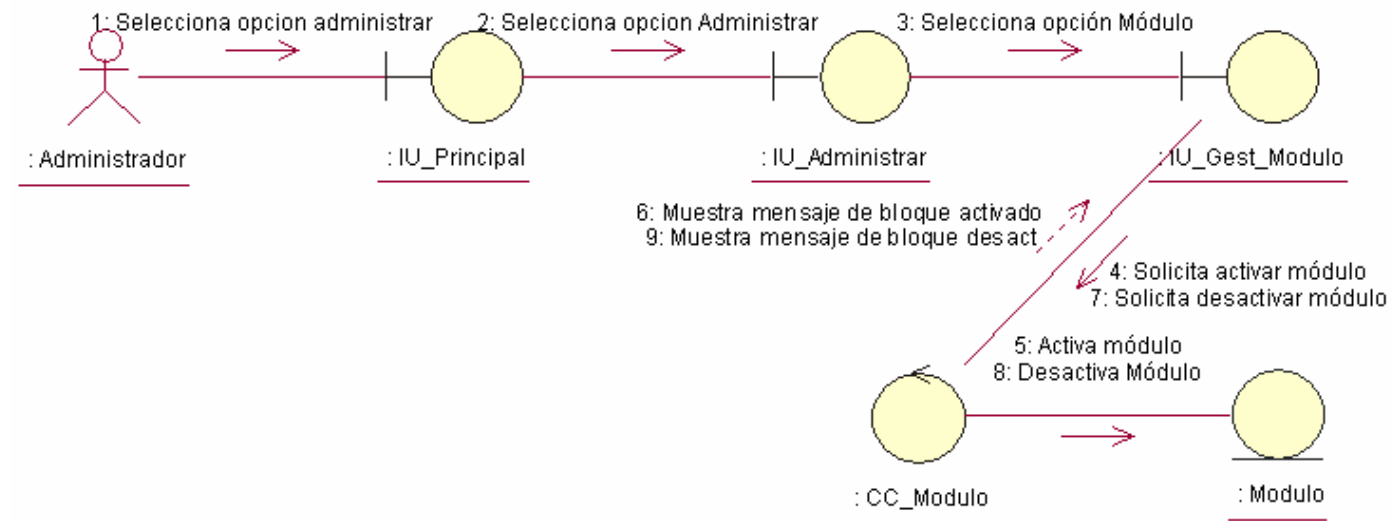 1: Selecciona opcion administrar
2: Selecciona opcion Administrar
3: Selecciona opción Módulo
: Administrador
: IU_Principal
: IU_Administrar
: IU_Gest_Modulo
6: Muestra mensaje de bloque activado
9: Muestra mensaje de bloque desact
4: Solicita activar módulo
7: Solicita desactivar módulo
5: Activa módulo
8: Desactiva Módulo
: CC_Modulo
: Modulo